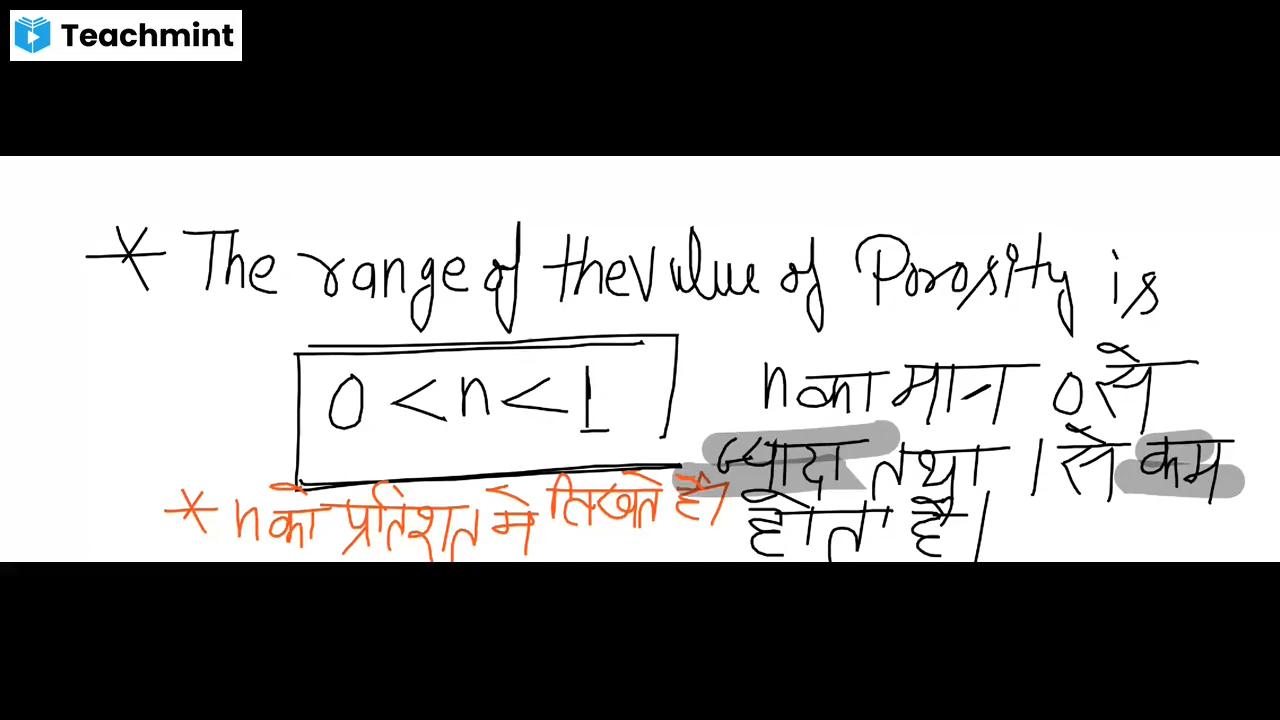 Teachmint
* The range of the value of Porosity is
0 < n < 1
n का मान 0 से
ज्यादा तथा 1 से कम
होता है।
* n को प्रतिशत मे लिखते है।